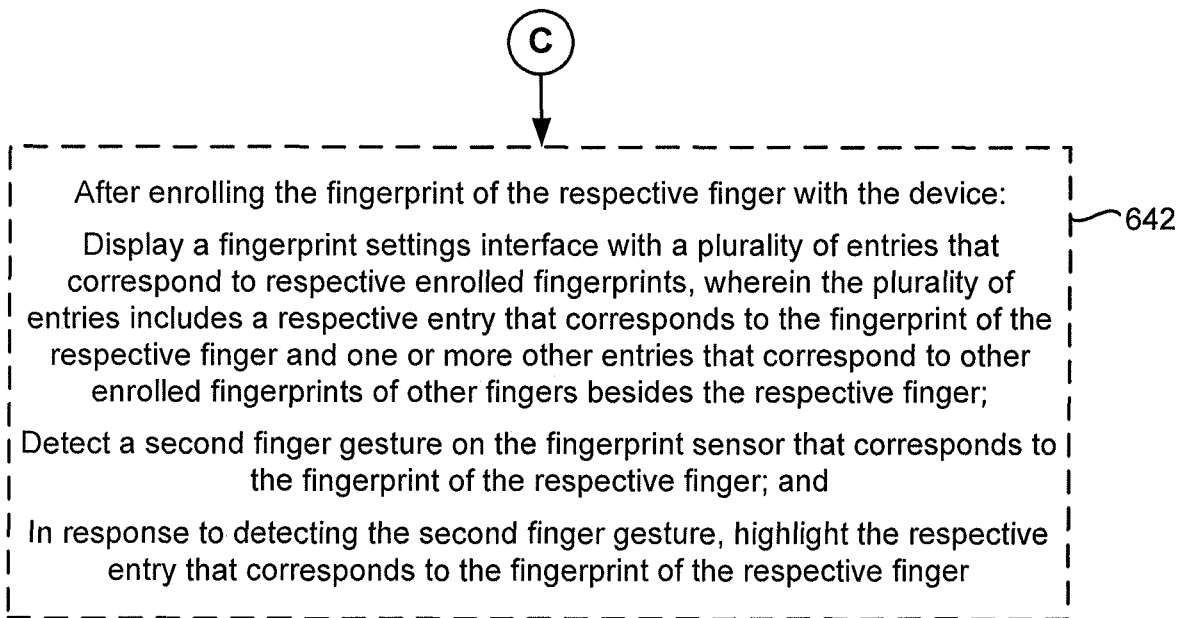 C
After enrolling the fingerprint of the respective finger with the device:
642
Display a fingerprint settings interface with a plurality of entries that
correspond to respective enrolled fingerprints, wherein the plurality of
entries includes a respective entry that corresponds to the fingerprint of the
respective finger and one or more other entries that correspond to other
enrolled fingerprints of other fingers besides the respective finger;
Detect a second finger gesture on the fingerprint sensor that corresponds to
the fingerprint of the respective finger; and
In response to detecting the second finger gesture, highlight the respective
entry that corresponds to the fingerprint of the respective finger